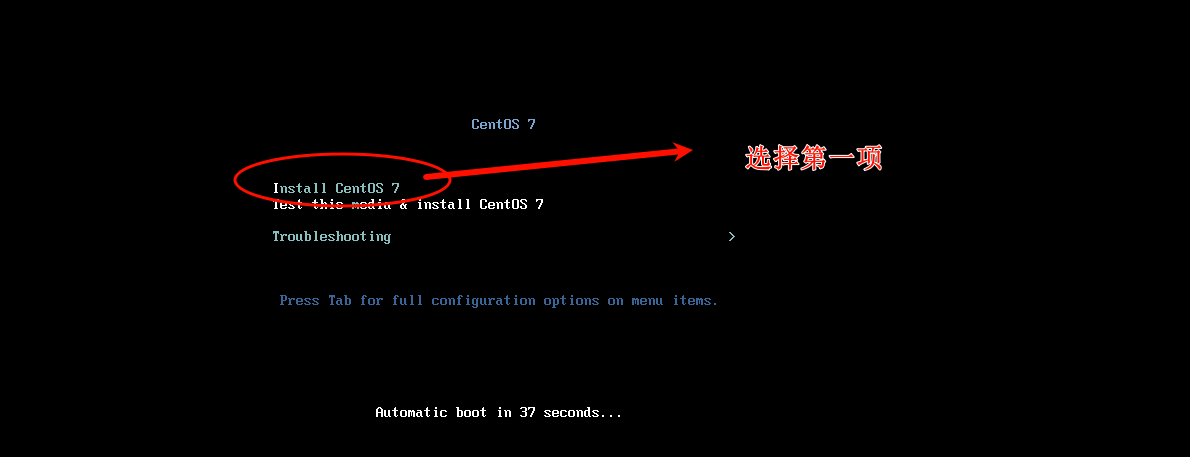 CentOS 7
选择第一项
Install CentOS 7
Test this media & install CentOS 7
Troubleshooting >
Press Tab for full configuration options on menu items.
Automatic boot in 37 seconds...